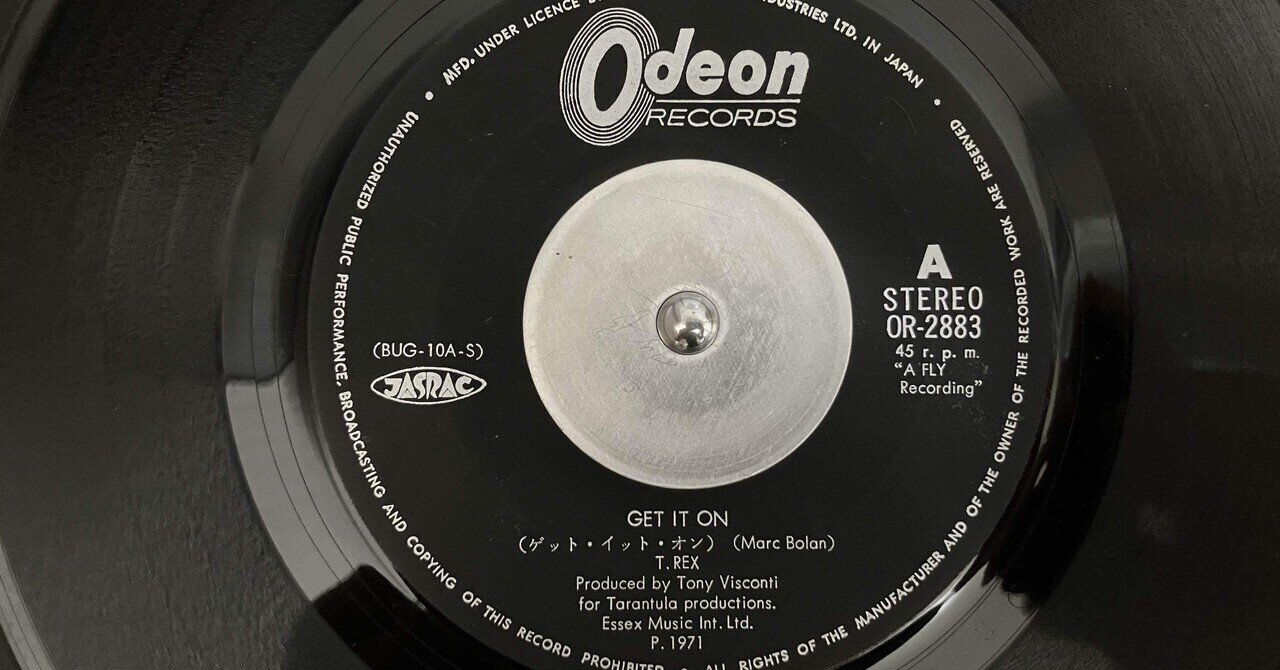 MFD. UNDER LICENCE
INDUSTRIES LTD. IN JAPAN •
ALL RIGHTS OF THE MANUFACTURER AND OF THE OWNER OF THE RECORDED WORK ARE RESERVED
• UNAUTHORIZED PUBLIC PERFORMANCE, BROADCASTING AND COPYING OF THIS RECORD PROHIBITED •
Odeon
RECORDS
A
STEREO
OR-2883
45 r. p. m.
"A FLY
Recording"
(BUG-10A-S)
JASRAC
GET IT ON
(ゲット・イット・オン) (Marc Bolan)
T. REX
Produced by Tony Visconti
for Tarantula productions.
Essex Music Int. Ltd.
P. 1971